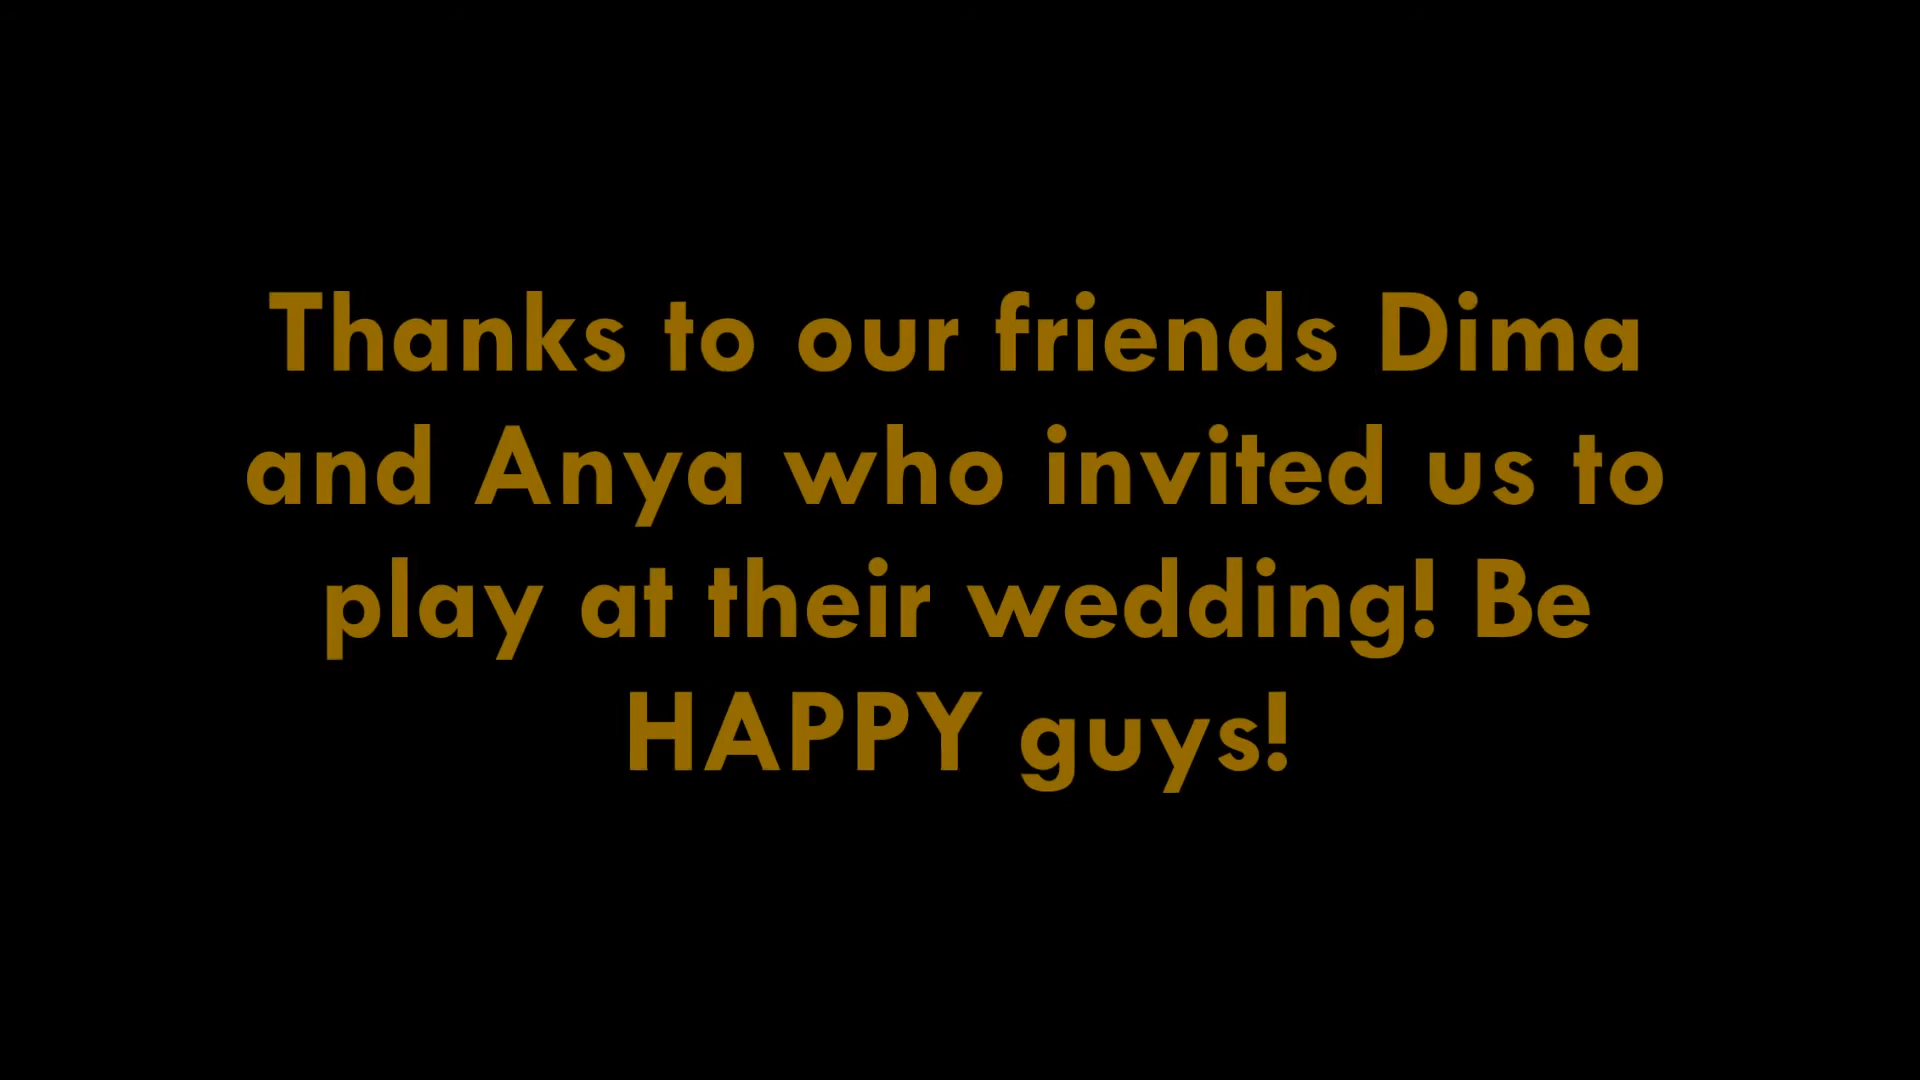 Thanks to our friends Dima
and Anya who invited us to
play at their wedding! Be
HAPPY guys!